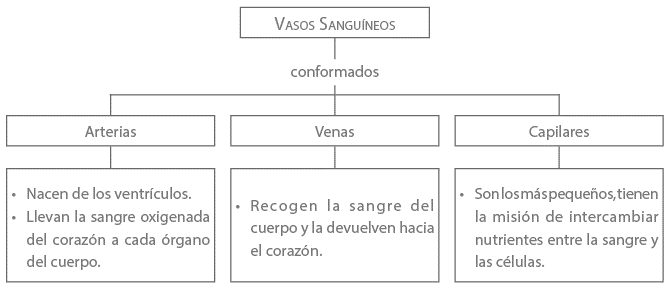 VASOS SANGUÍNEOS
conformados
Arterias
Venas
Capilares
• Nacen de los ventrículos.
• Llevan la sangre oxigenada
del corazón a cada órgano
del cuerpo.
• Recogen la sangre del
cuerpo y la devuelven hacia
el corazón.
• Son los más pequeños, tienen
la misión de intercambiar
nutrientes entre la sangre y
las células.